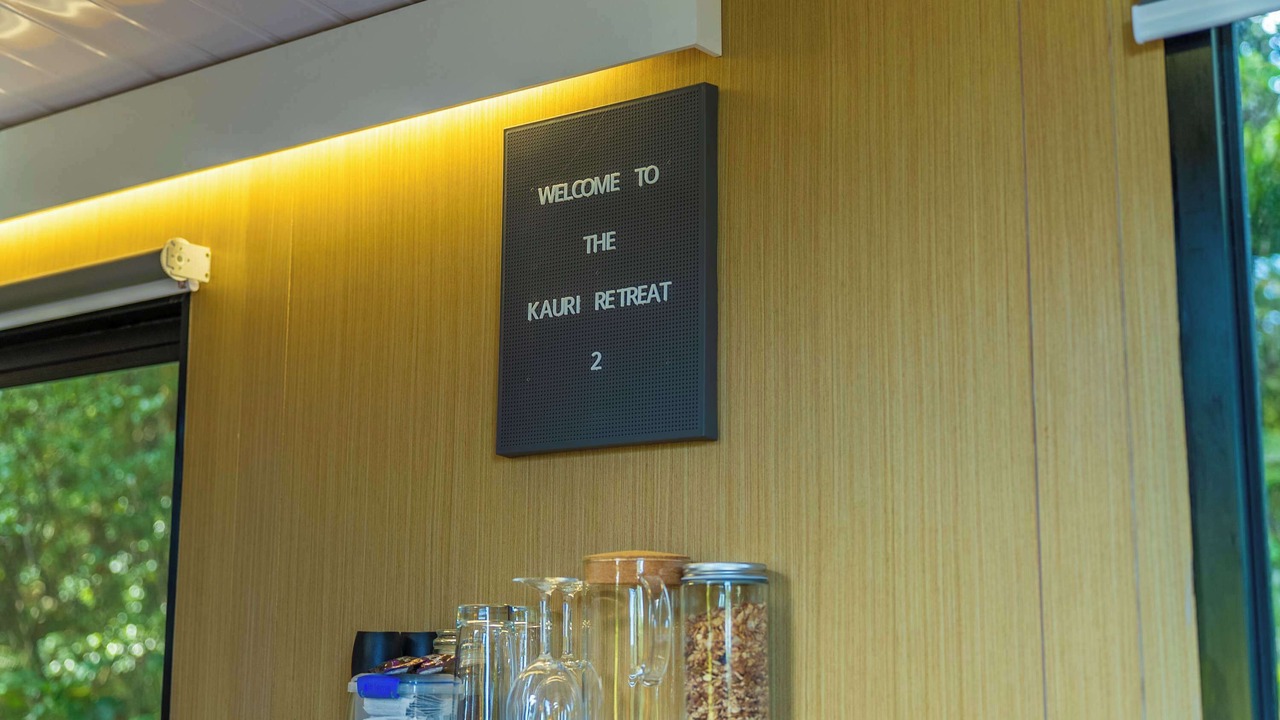 WELCOME TO
THE
KAURI RETREAT
2